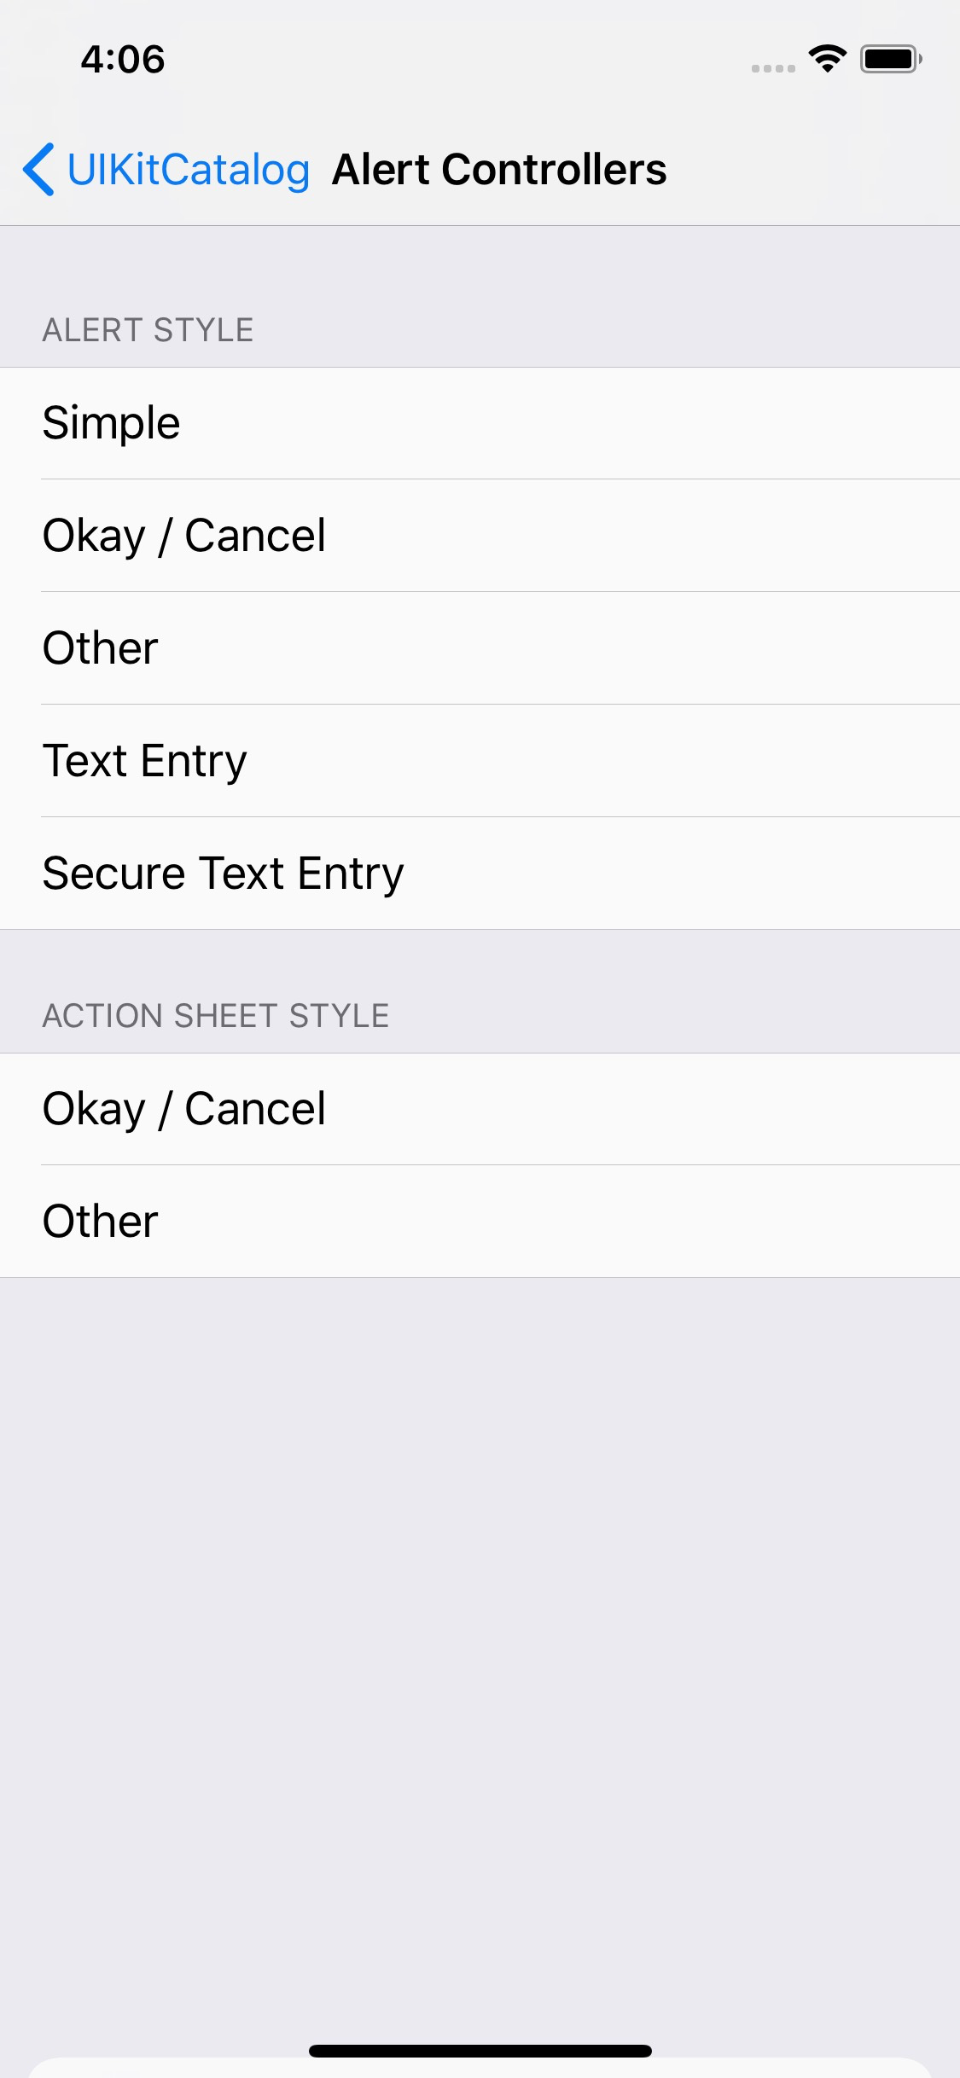 4:06
UIKitCatalog Alert Controllers
ALERT STYLE
Simple
Okay / Cancel
Other
Text Entry
Secure Text Entry
ACTION SHEET STYLE
Okay / Cancel
Other